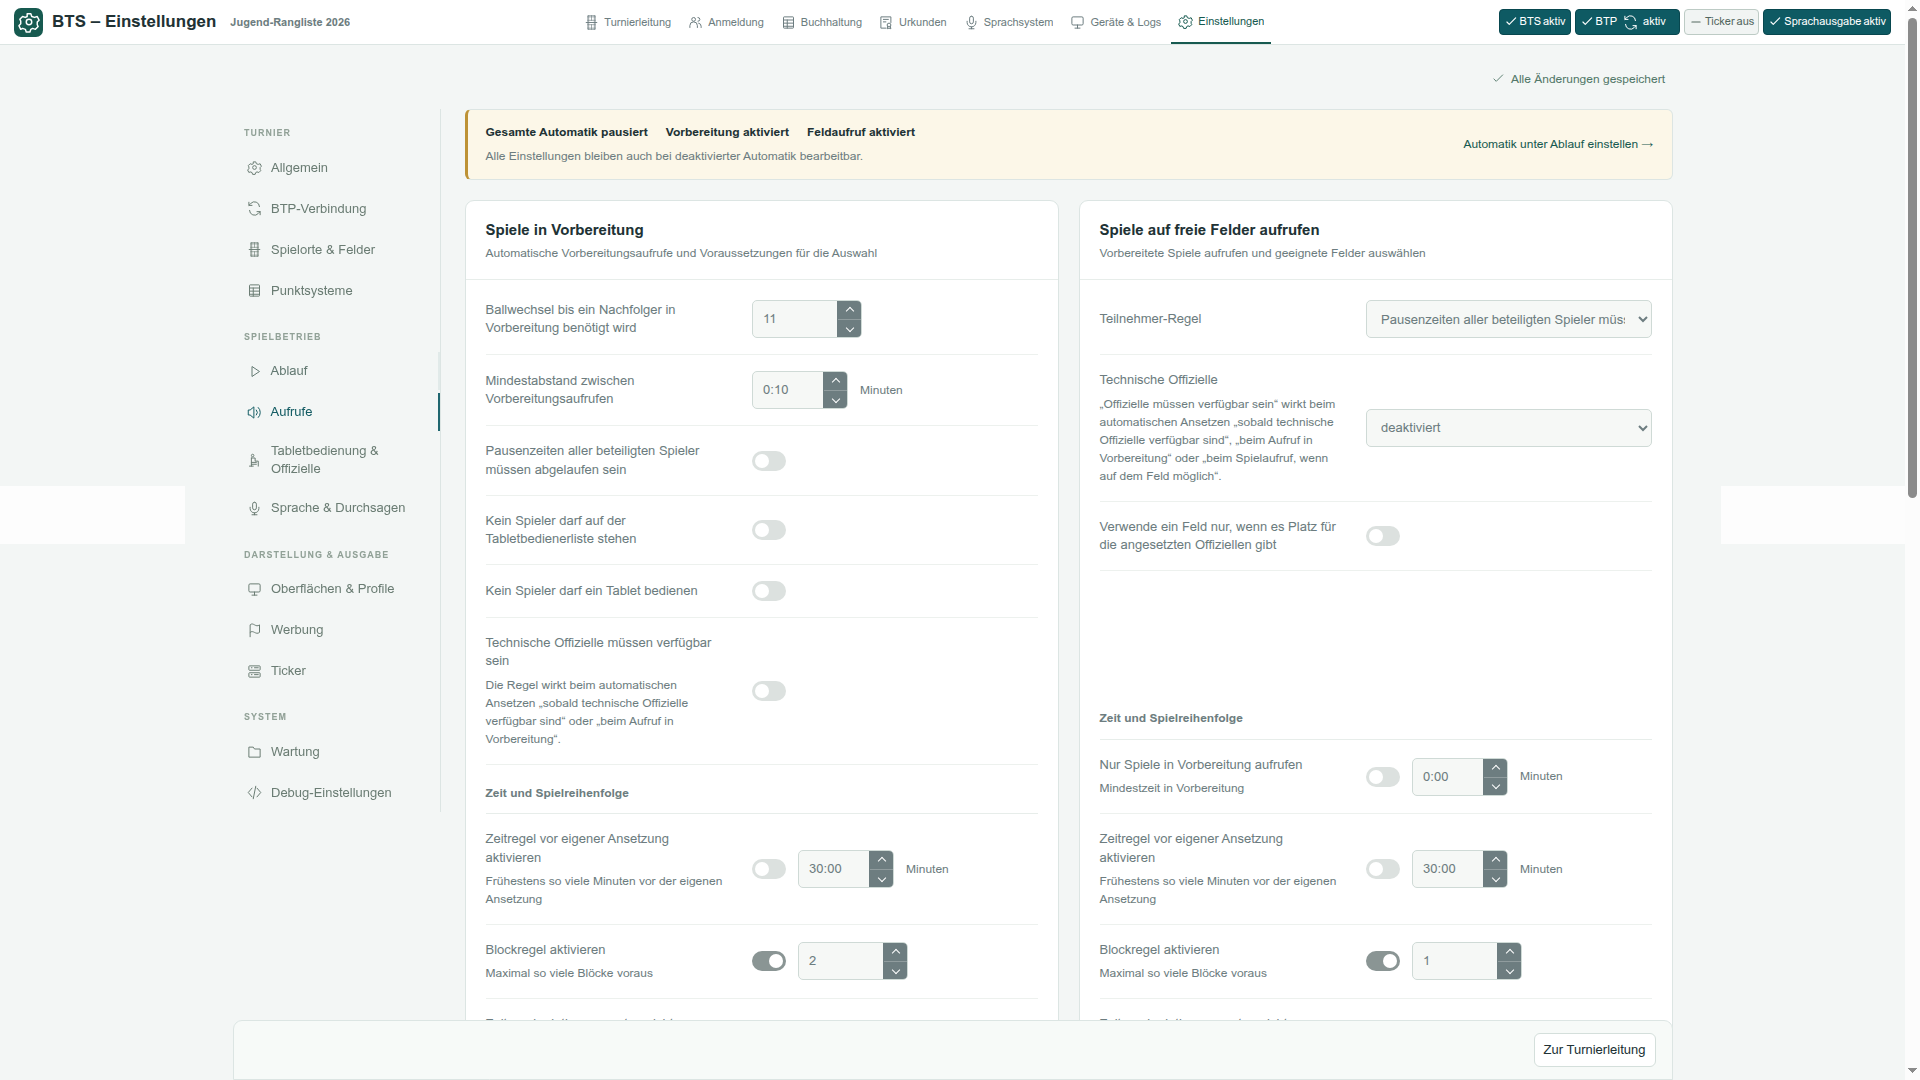 BTS – Einstellungen
Jugend-Rangliste 2026
Turnierleitung
Anmeldung
Buchhaltung
Urkunden
Sprachsystem
Geräte & Logs
Einstellungen
BTS aktiv
BTP aktiv
Ticker aus
Sprachausgabe aktiv
Alle Änderungen gespeichert
TURNIER
Allgemein
BTP-Verbindung
Spielorte & Felder
Punktsysteme
SPIELBETRIEB
Ablauf
Aufrufe
Tabletbedienung &
Offizielle
Sprache & Durchsagen
DARSTELLUNG & AUSGABE
Oberflächen & Profile
Werbung
Ticker
SYSTEM
Wartung
Debug-Einstellungen
Gesamte Automatik pausiert Vorbereitung aktiviert Feldaufruf aktiviert
Alle Einstellungen bleiben auch bei deaktivierter Automatik bearbeitbar.
Automatik unter Ablauf einstellen →
Spiele in Vorbereitung
Automatische Vorbereitungsaufrufe und Voraussetzungen für die Auswahl
Ballwechsel bis ein Nachfolger in
Vorbereitung benötigt wird
11
Mindestabstand zwischen
Vorbereitungsaufrufen
0:10 Minuten
Pausenzeiten aller beteiligten Spieler
müssen abgelaufen sein
Kein Spieler darf auf der
Tabletbedienerliste stehen
Kein Spieler darf ein Tablet bedienen
Technische Offizielle müssen verfügbar
sein
Die Regel wirkt beim automatischen
Ansetzen „sobald technische Offizielle
verfügbar sind“ oder „beim Aufruf in
Vorbereitung“.
Zeit und Spielreihenfolge
Zeitregel vor eigener Ansetzung
aktivieren
Frühestens so viele Minuten vor der eigenen
Ansetzung
30:00 Minuten
Blockregel aktivieren
Maximal so viele Blöcke voraus
2
Spiele auf freie Felder aufrufen
Vorbereitete Spiele aufrufen und geeignete Felder auswählen
Teilnehmer-Regel
Pausenzeiten aller beteiligten Spieler müs
Technische Offizielle
„Offizielle müssen verfügbar sein“ wirkt beim
automatischen Ansetzen „sobald technische
Offizielle verfügbar sind“, „beim Aufruf in
Vorbereitung“ oder „beim Spielaufruf, wenn
auf dem Feld möglich“.
deaktiviert
Verwende ein Feld nur, wenn es Platz für
die angesetzten Offiziellen gibt
Zeit und Spielreihenfolge
Nur Spiele in Vorbereitung aufrufen
Mindestzeit in Vorbereitung
0:00 Minuten
Zeitregel vor eigener Ansetzung
aktivieren
Frühestens so viele Minuten vor der eigenen
Ansetzung
30:00 Minuten
Blockregel aktivieren
Maximal so viele Blöcke voraus
1
Zur Turnierleitung